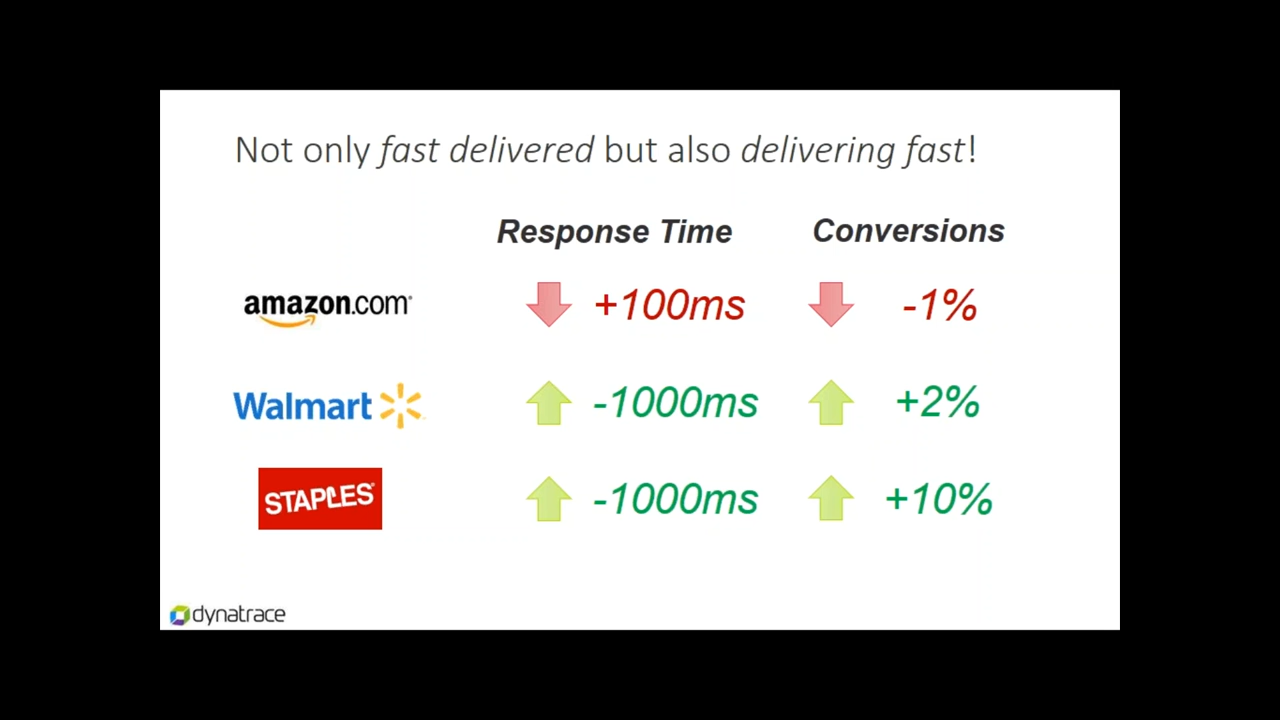 Not only fast delivered but also delivering fast!
Response Time Conversions
amazon.com +100ms -1%
Walmart -1000ms +2%
STAPLES -1000ms +10%
dynatrace